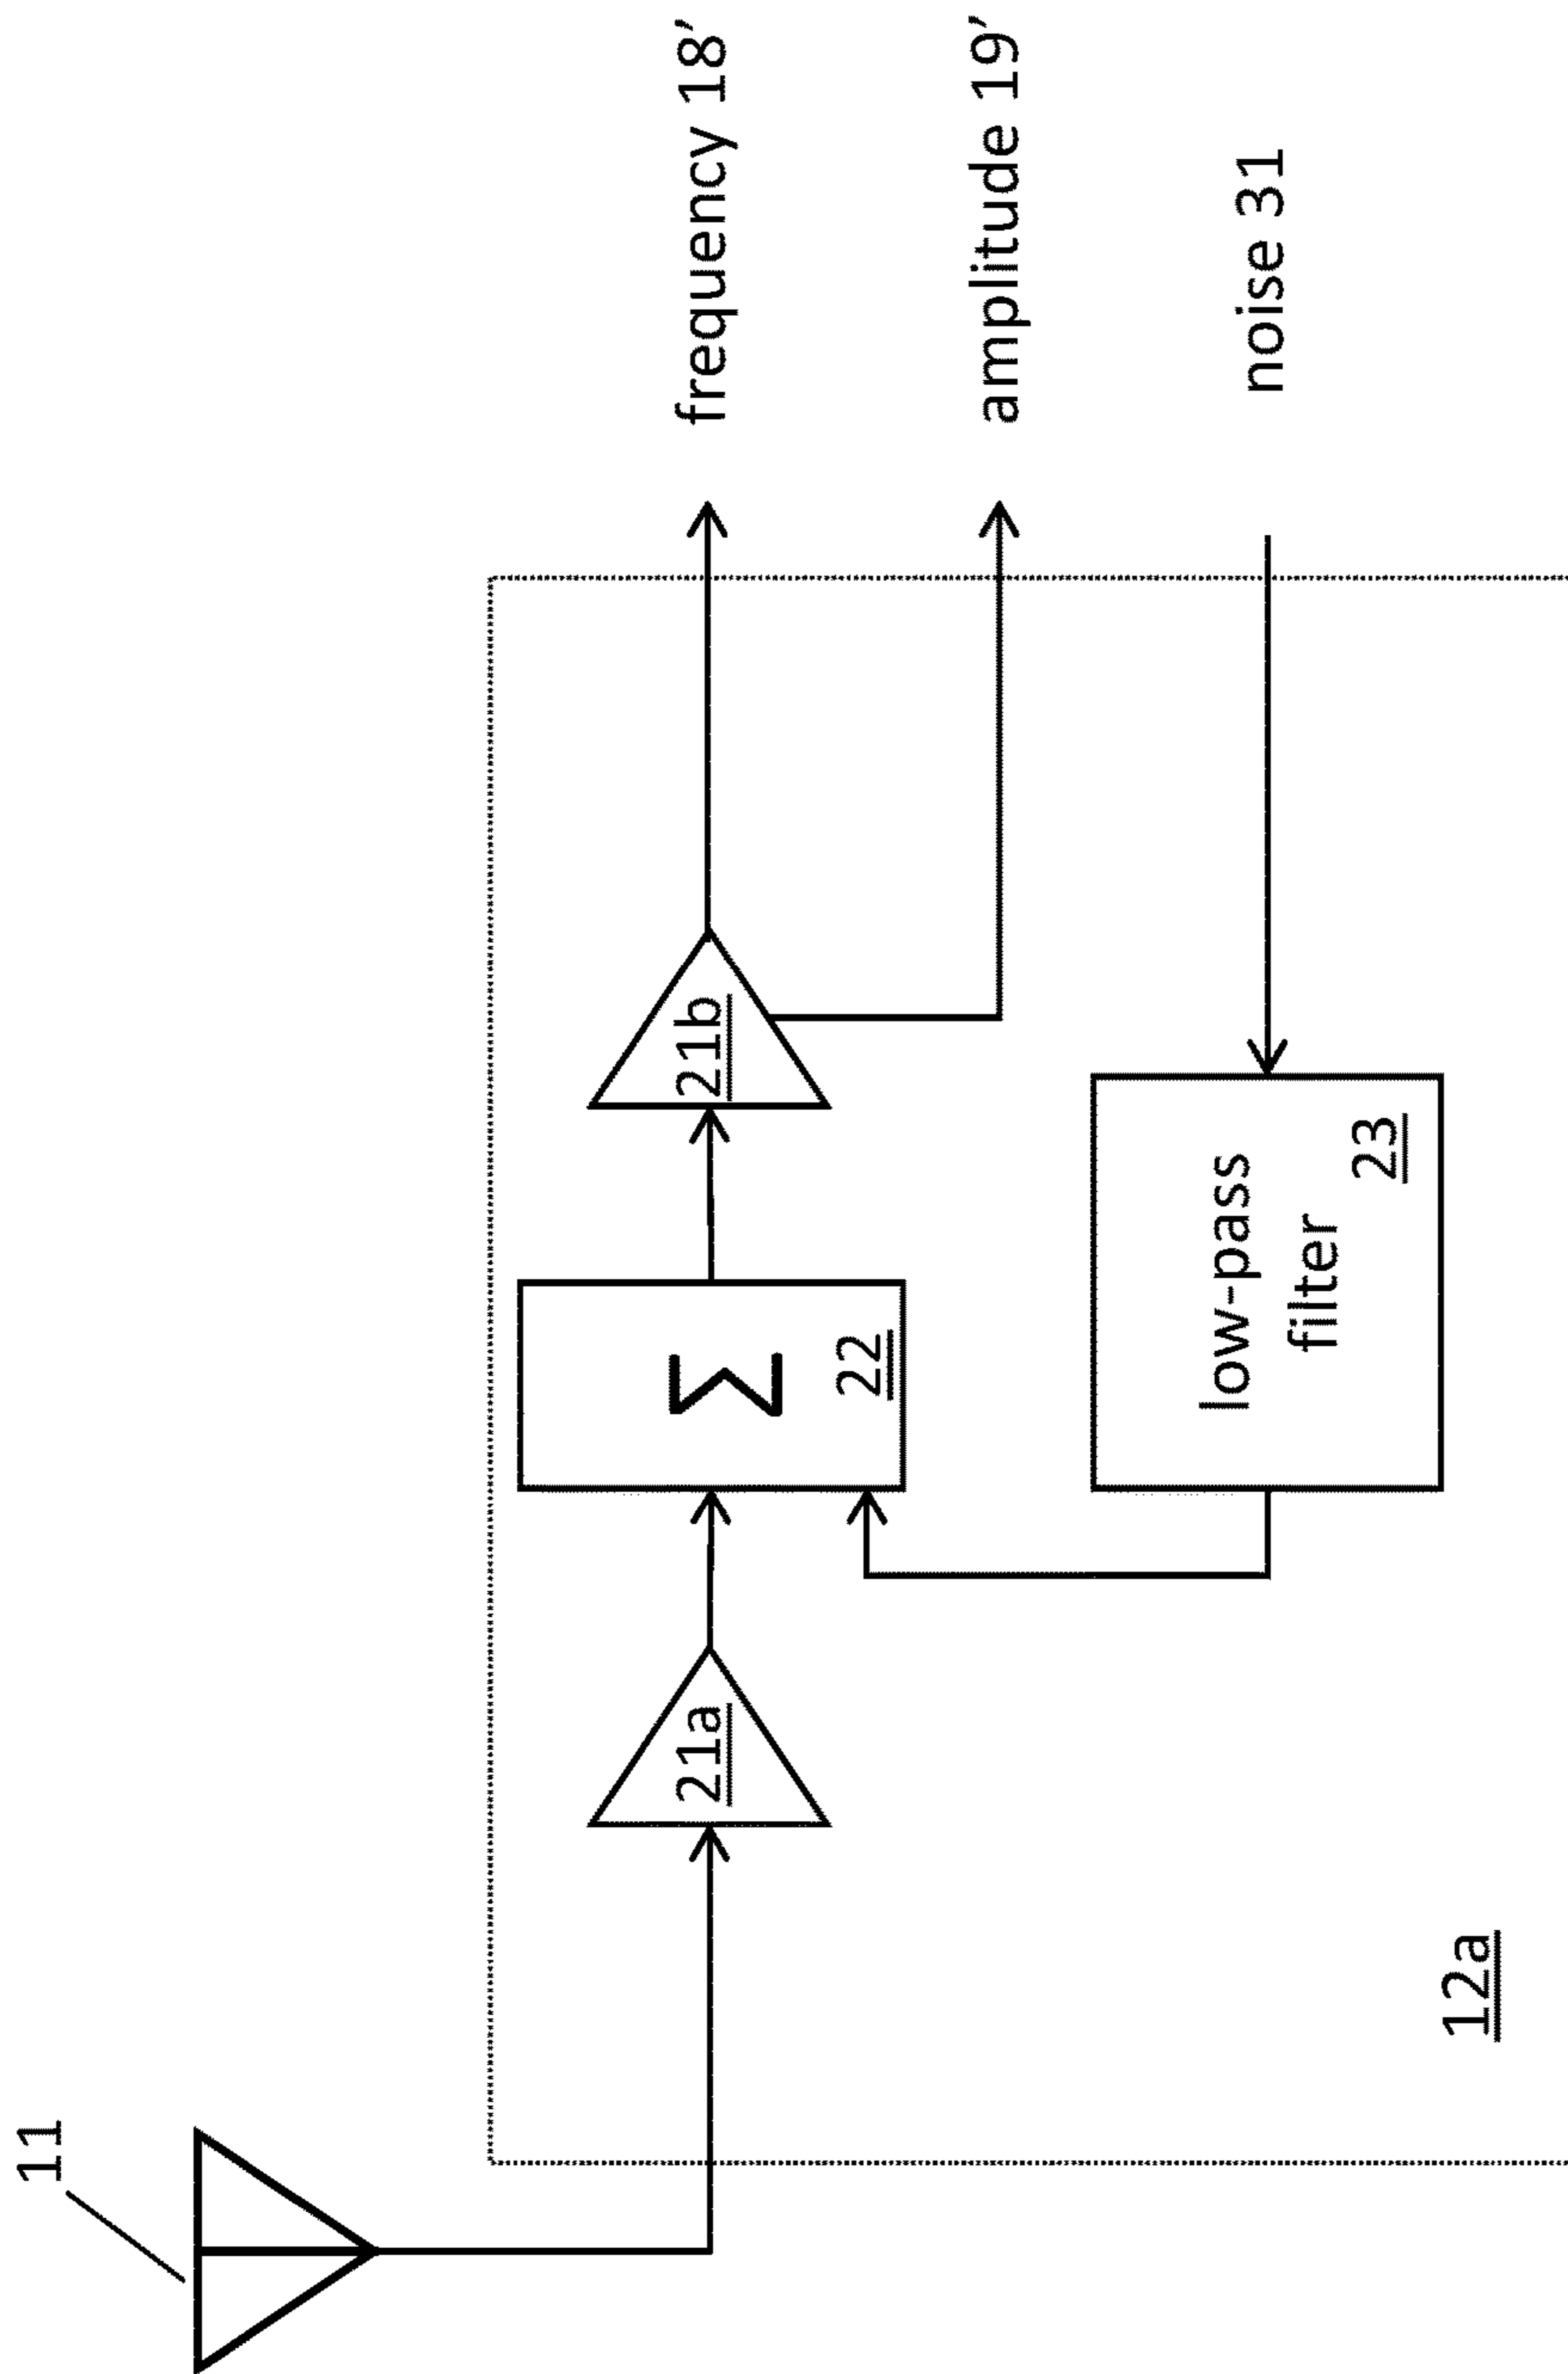 11
frequency 18’
21a
Σ
22
21b
amplitude 19’
low-pass
filter
23
noise 31
12a